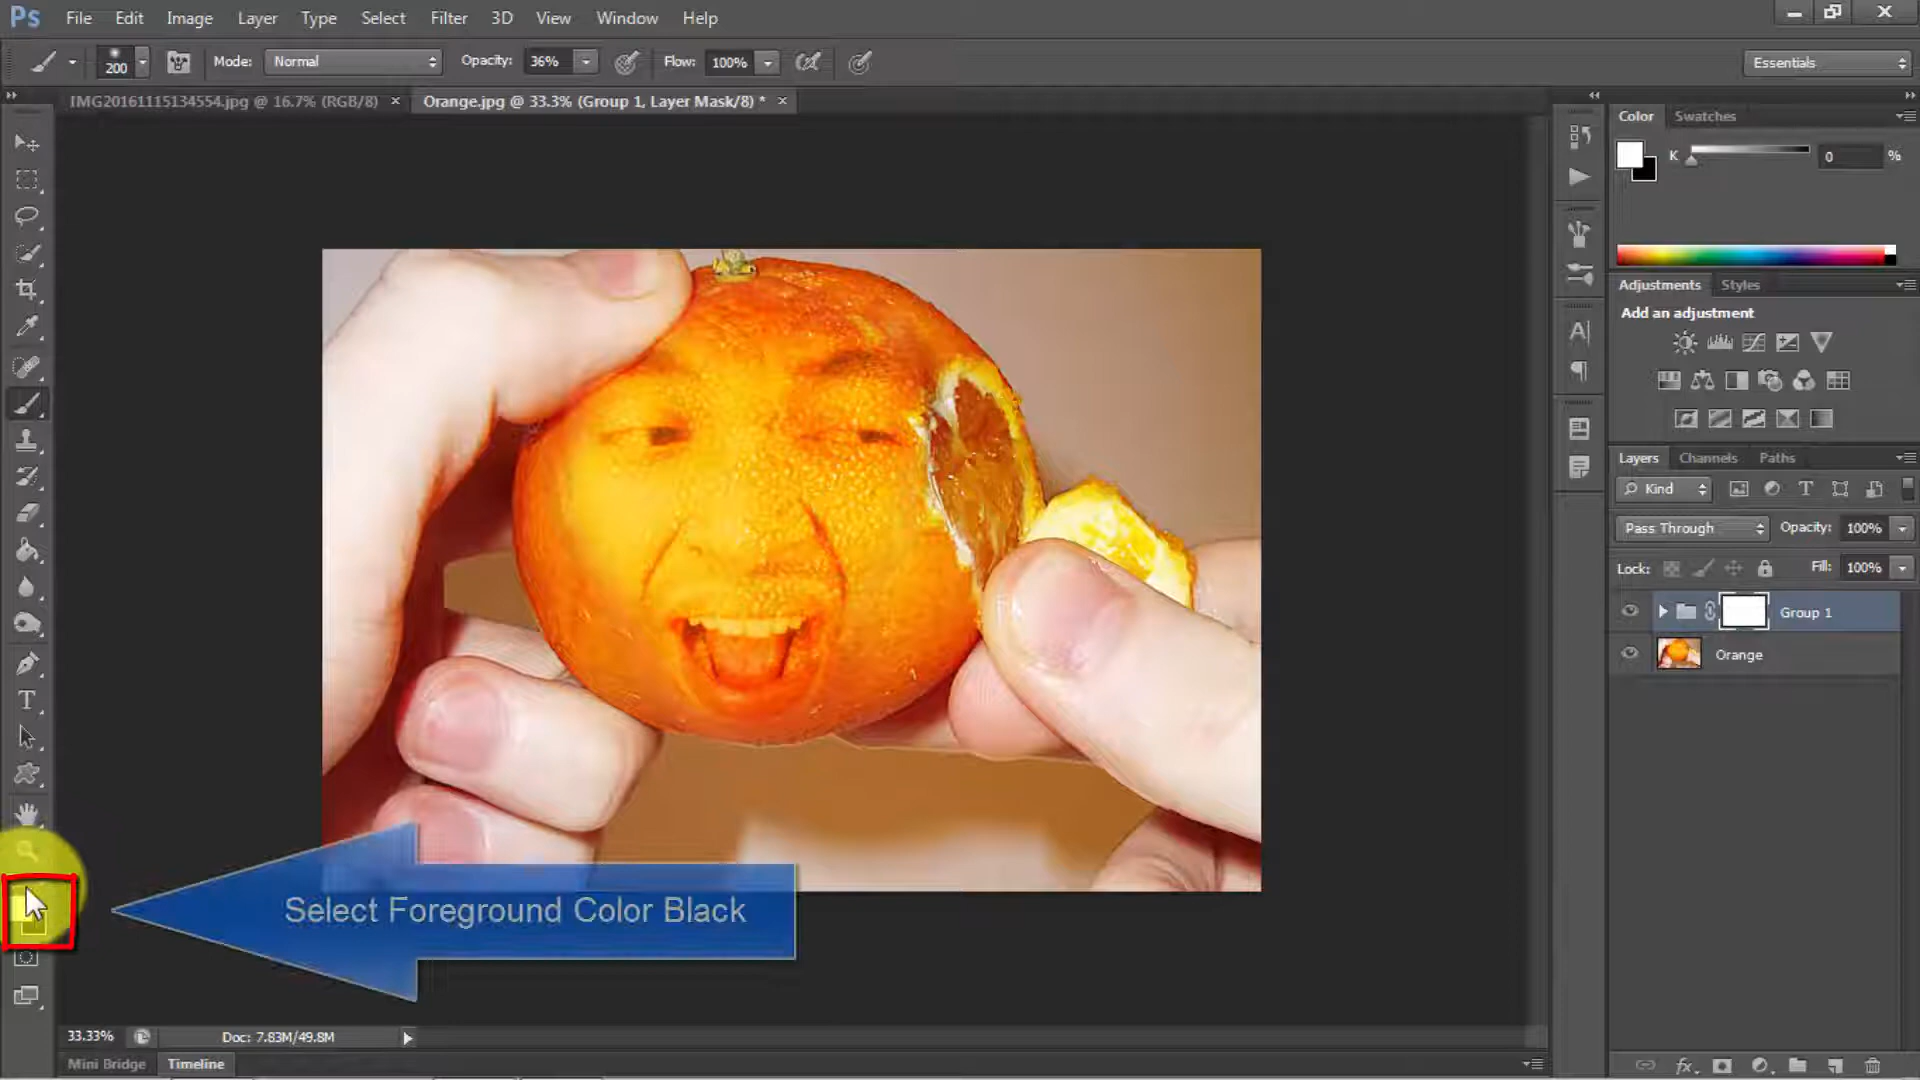 Ps File Edit Image Layer Type Select Filter 3D View Window Help
200 Mode: Normal Opacity: 36% Flow: 100% Essentials
IMG20161115134554.jpg @ 16.7% (RGB/8) × Orange.jpg @ 33.3% (Group 1, Layer Mask/8) * ×
Color Swatches
K 0 %
Adjustments Styles
Add an adjustment
Layers Channels Paths
Kind
Pass Through Opacity: 100%
Lock: Fill: 100%
Group 1
Orange
Select Foreground Color Black
33.33% Doc: 7.83M/49.8M
Mini Bridge Timeline